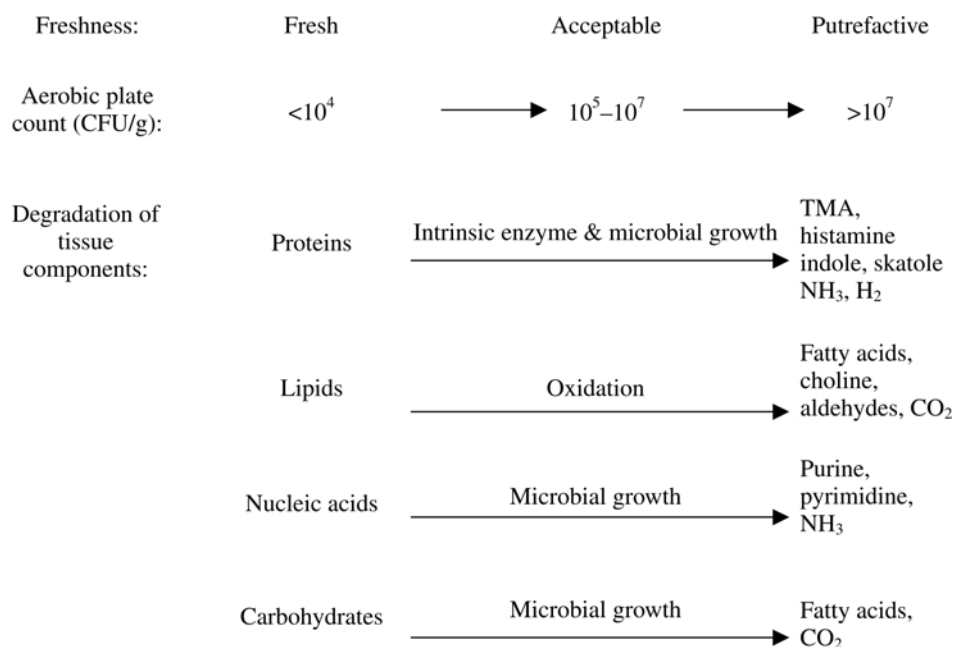 Freshness: Fresh Acceptable Putrefactive
Aerobic plate
count (CFU/g): <10⁴ 10⁵–10⁷ >10⁷
Degradation of
tissue
components:
Proteins
Intrinsic enzyme & microbial growth
TMA,
histamine
indole, skatole
NH₃, H₂
Lipids
Oxidation
Fatty acids,
choline,
aldehydes, CO₂
Nucleic acids
Microbial growth
Purine,
pyrimidine,
NH₃
Carbohydrates
Microbial growth
Fatty acids,
CO₂